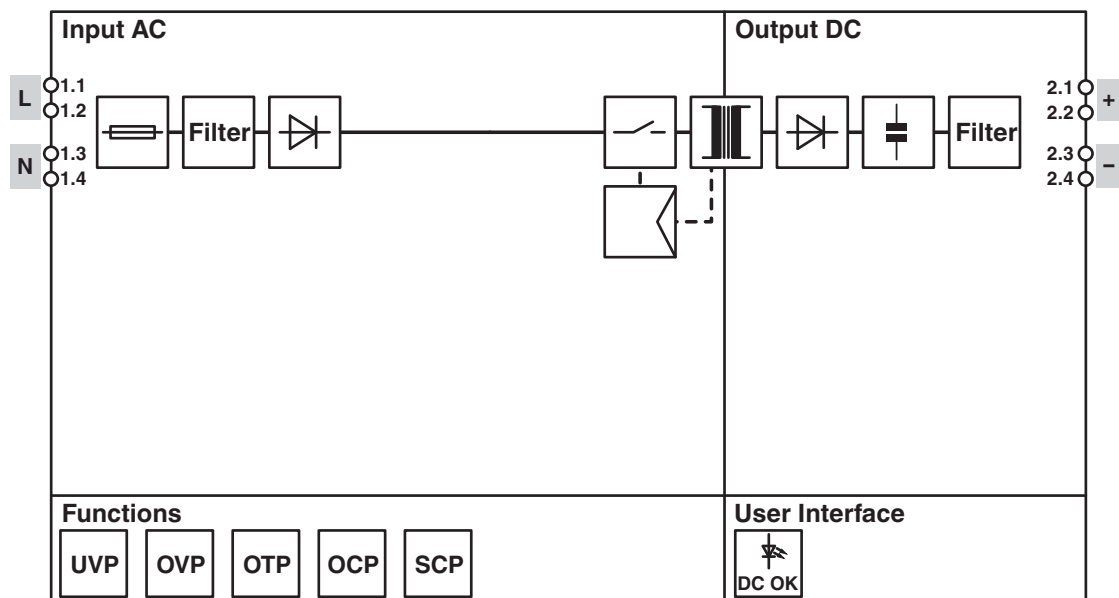 Input AC
Output DC
L
1.1
1.2
N
1.3
1.4
Filter
Filter
2.1
2.2
+
2.3
2.4
−
Functions
UVP
OVP
OTP
OCP
SCP
User Interface
DC OK